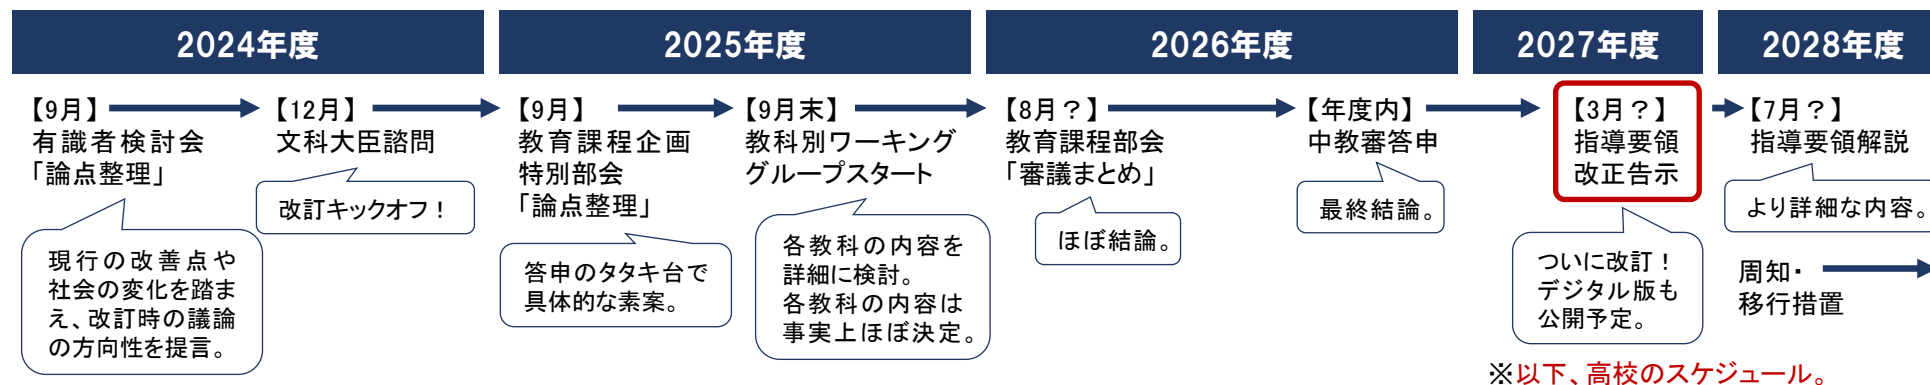 2024年度
2025年度
2026年度
2027年度
2028年度
【9月】
有識者検討会
「論点整理」
現行の改善点や
社会の変化を踏ま
え、改訂時の議論
の方向性を提言。
【12月】
文科大臣諮問
改訂キックオフ！
【9月】
教育課程企画
特別部会
「論点整理」
答申のタタキ台で
具体的な素案。
【9月末】
教科別ワーキング
グループスタート
各教科の内容を
詳細に検討。
各教科の内容は
事実上ほぼ決定。
【8月？】
教育課程部会
「審議まとめ」
ほぼ結論。
【年度内】
中教審答申
最終結論。
【3月？】
指導要領
改正告示
ついに改訂！
デジタル版も
公開予定。
【7月？】
指導要領解説
より詳細な内容。
周知・
移行措置
※以下、高校のスケジュール。